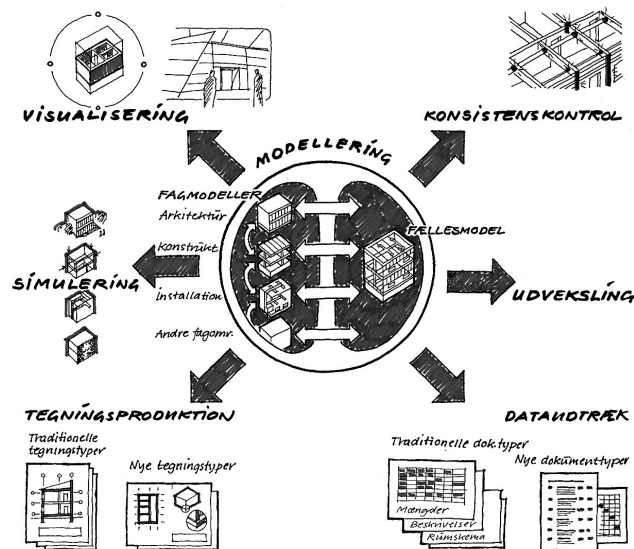 VISUALISERING
KONSISTENSKONTROL
MODELLERING
FAGMODELLER
Arkitektur
FÆLLESMODEL
Konstrukt.
SIMULERING
Installation
UDVEKSLING
Andre fagomr.
TEGNINGSPRODUKTION
DATAUDTRÆK
Traditionelle
tegningstyper
Nye tegningstyper
Traditionelle dok.typer
Nye dokumenttyper
Mængder
Beskrivelser
Rumskema